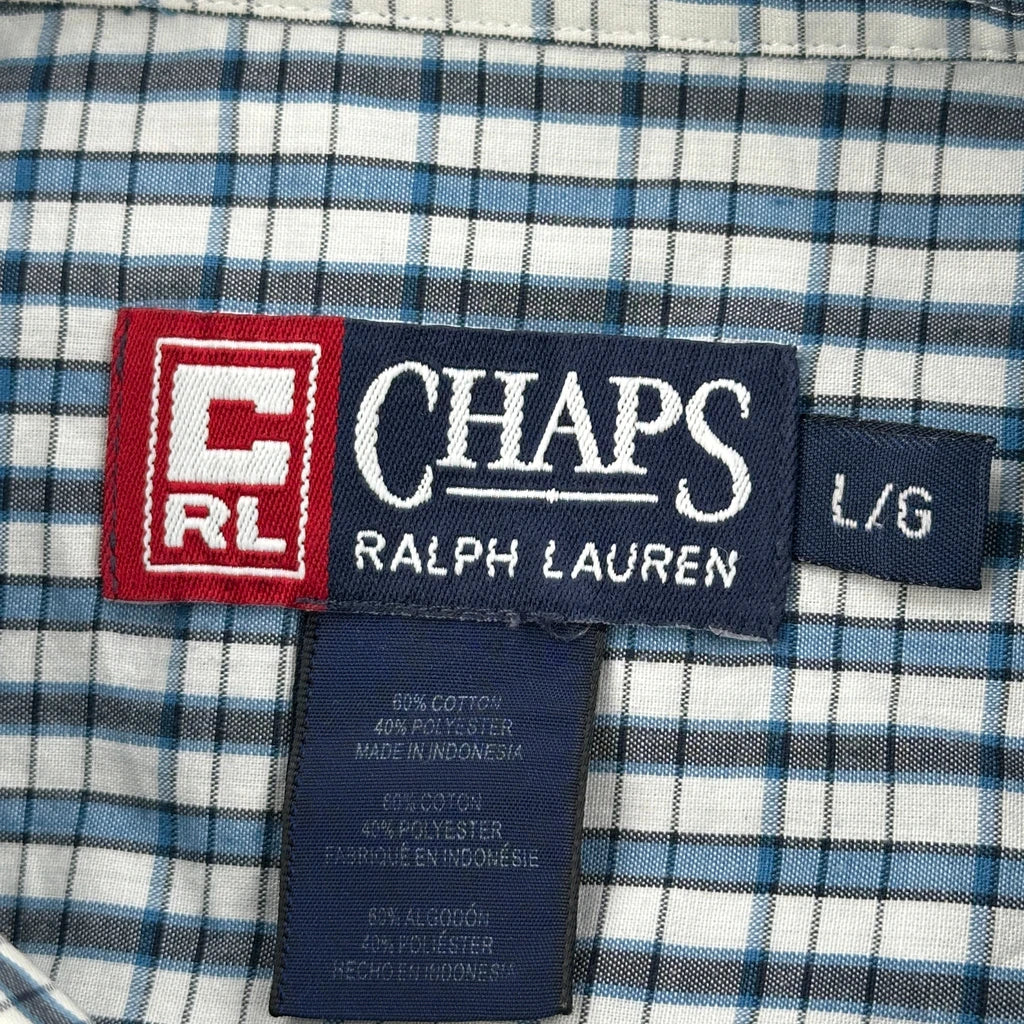 C
RL
CHAPS
RALPH LAUREN
L/G
60% COTTON
40% POLYESTER
MADE IN INDONESIA
60% COTON
40% POLYESTER
FABRIQUÉ EN INDONÉSIE
60% ALGODÓN
40% POLIÉSTER
HECHO EN INDONESIA